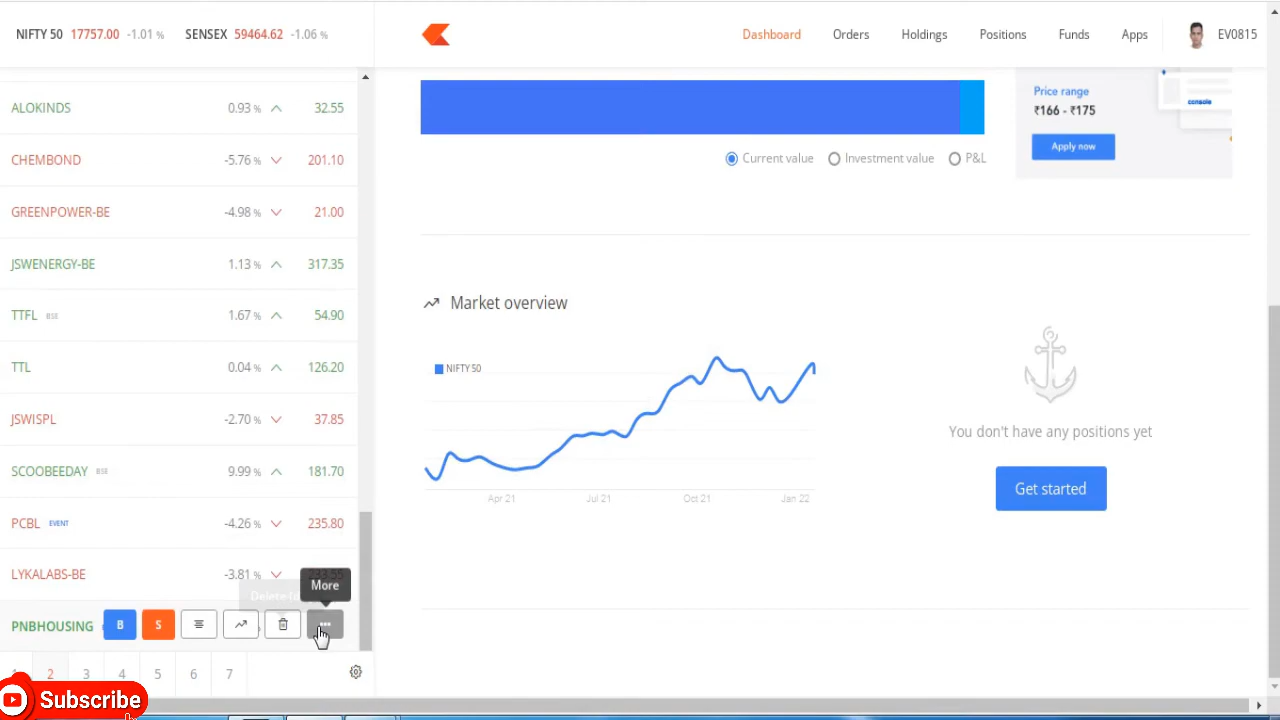 NIFTY 50 17757.00 -1.01 % SENSEX 59464.62 -1.06 %
Dashboard Orders Holdings Positions Funds Apps EV0815
ALOKINDS 0.93 % 32.55
CHEMBOND -5.76 % 201.10
GREENPOWER-BE -4.98 % 21.00
JSWENERGY-BE 1.13 % 317.35
TTFL BSE 1.67 % 54.90
TTL 0.04 % 126.20
JSWISPL -2.70 % 37.85
SCOOBEEDAY BSE 9.99 % 181.70
PCBL EVENT -4.26 % 235.80
LYKALABS-BE -3.81 %
More
Delete
PNBHOUSING B S
2 3 4 5 6 7
Subscribe
Price range
₹166 - ₹175
console
Apply now
Current value Investment value P&L
Market overview
NIFTY 50
Apr 21 Jul 21 Oct 21 Jan 22
You don't have any positions yet
Get started